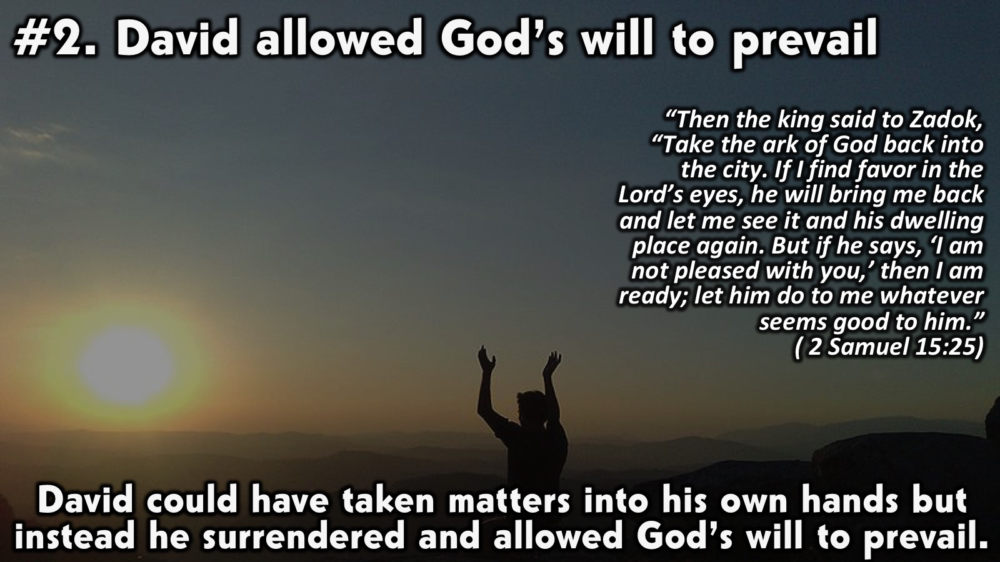 #2. David allowed God’s will to prevail
“Then the king said to Zadok,
“Take the ark of God back into
the city. If I find favor in the
Lord’s eyes, he will bring me back
and let me see it and his dwelling
place again. But if he says, ‘I am
not pleased with you,’ then I am
ready; let him do to me whatever
seems good to him.”
( 2 Samuel 15:25)
David could have taken matters into his own hands but
instead he surrendered and allowed God’s will to prevail.